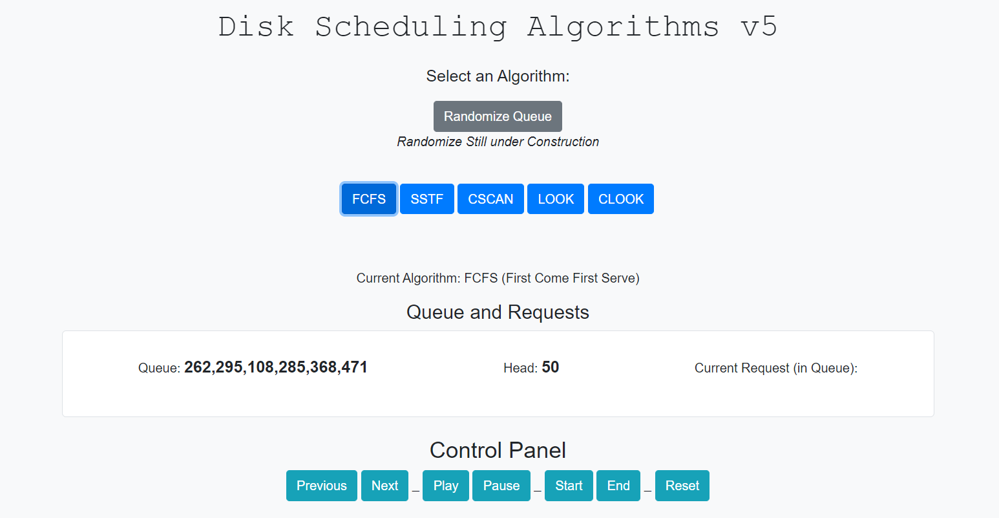 Disk Scheduling Algorithms v5
Select an Algorithm:
Randomize Queue
Randomize Still under Construction
FCFS SSTF CSCAN LOOK CLOOK
Current Algorithm: FCFS (First Come First Serve)
Queue and Requests
Queue: 262,295,108,285,368,471 Head: 50 Current Request (in Queue):
Control Panel
Previous Next _ Play Pause _ Start End _ Reset